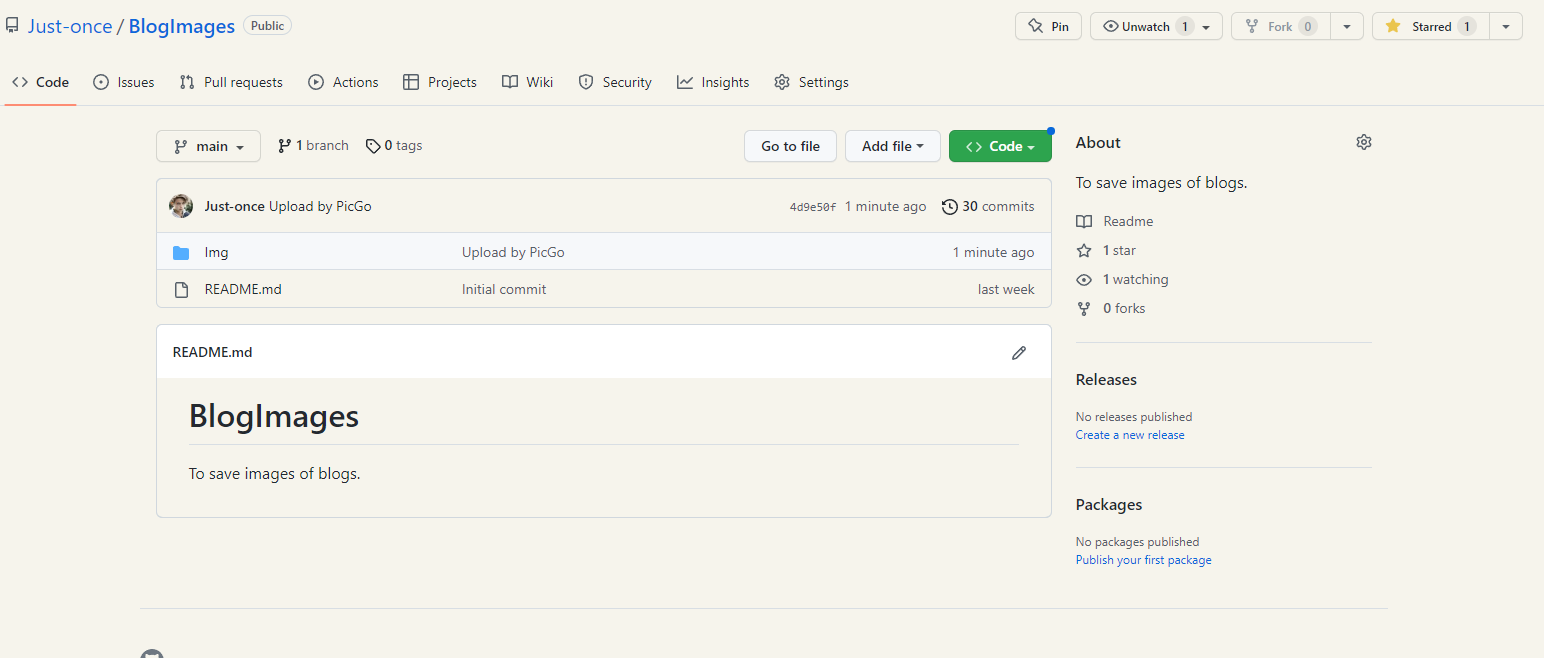 Just-once / BlogImages Public
Pin Unwatch 1 Fork 0 Starred 1
Code Issues Pull requests Actions Projects Wiki Security Insights Settings
main 1 branch 0 tags Go to file Add file Code
Just-once Upload by PicGo 4d9e50f 1 minute ago 30 commits
Img Upload by PicGo 1 minute ago
README.md Initial commit last week
README.md
BlogImages
To save images of blogs.
About
To save images of blogs.
Readme
1 star
1 watching
0 forks
Releases
No releases published
Create a new release
Packages
No packages published
Publish your first package